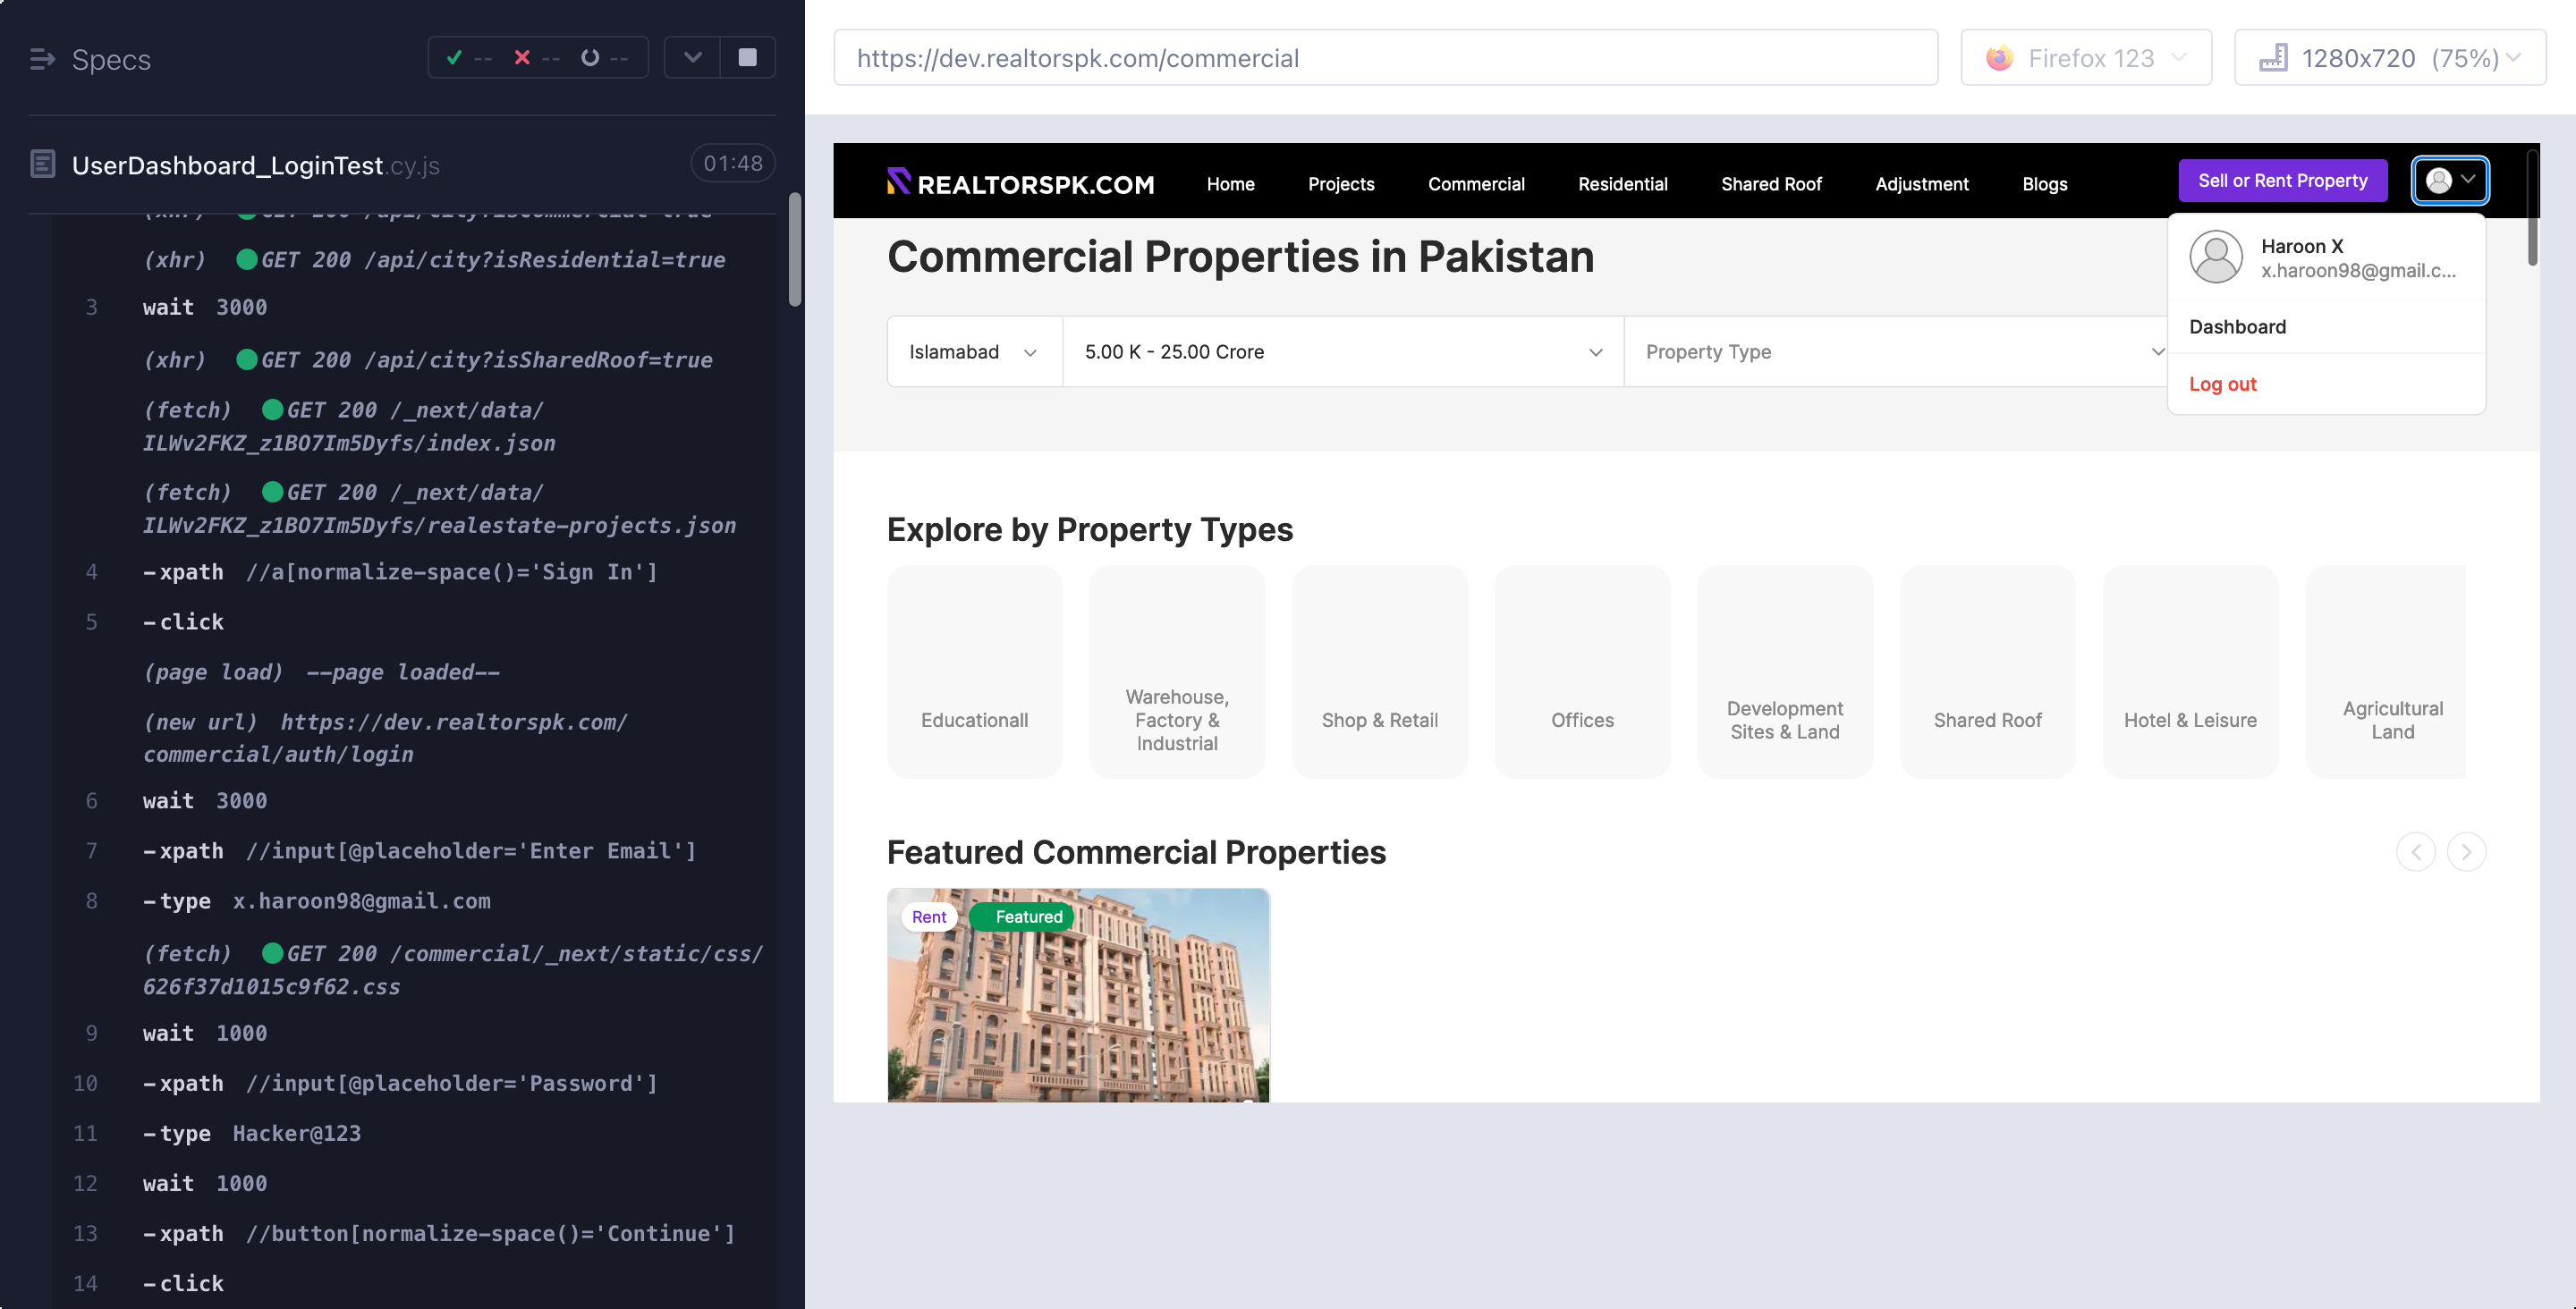 Specs
-- -- --
UserDashboard_LoginTest.cy.js
01:48
(xhr) GET 200 /api/city?isCommercial=true
(xhr) GET 200 /api/city?isResidential=true
3 wait 3000
(xhr) GET 200 /api/city?isSharedRoof=true
(fetch) GET 200 /_next/data/
ILWv2FKZ_z1BO7Im5Dyfs/index.json
(fetch) GET 200 /_next/data/
ILWv2FKZ_z1BO7Im5Dyfs/realestate-projects.json
4 -xpath //a[normalize-space()='Sign In']
5 -click
(page load) --page loaded--
(new url) https://dev.realtorspk.com/
commercial/auth/login
6 wait 3000
7 -xpath //input[@placeholder='Enter Email']
8 -type x.haroon98@gmail.com
(fetch) GET 200 /commercial/_next/static/css/
626f37d1015c9f62.css
9 wait 1000
10 -xpath //input[@placeholder='Password']
11 -type Hacker@123
12 wait 1000
13 -xpath //button[normalize-space()='Continue']
14 -click
https://dev.realtorspk.com/commercial
Firefox 123
1280x720 (75%)
REALTORSPK.COM
Home
Projects
Commercial
Residential
Shared Roof
Adjustment
Blogs
Sell or Rent Property
Haroon X
x.haroon98@gmail.c...
Dashboard
Log out
Commercial Properties in Pakistan
Islamabad
5.00 K - 25.00 Crore
Property Type
Explore by Property Types
Educationall
Warehouse,
Factory &
Industrial
Shop & Retail
Offices
Development
Sites & Land
Shared Roof
Hotel & Leisure
Agricultural
Land
Featured Commercial Properties
Rent
Featured